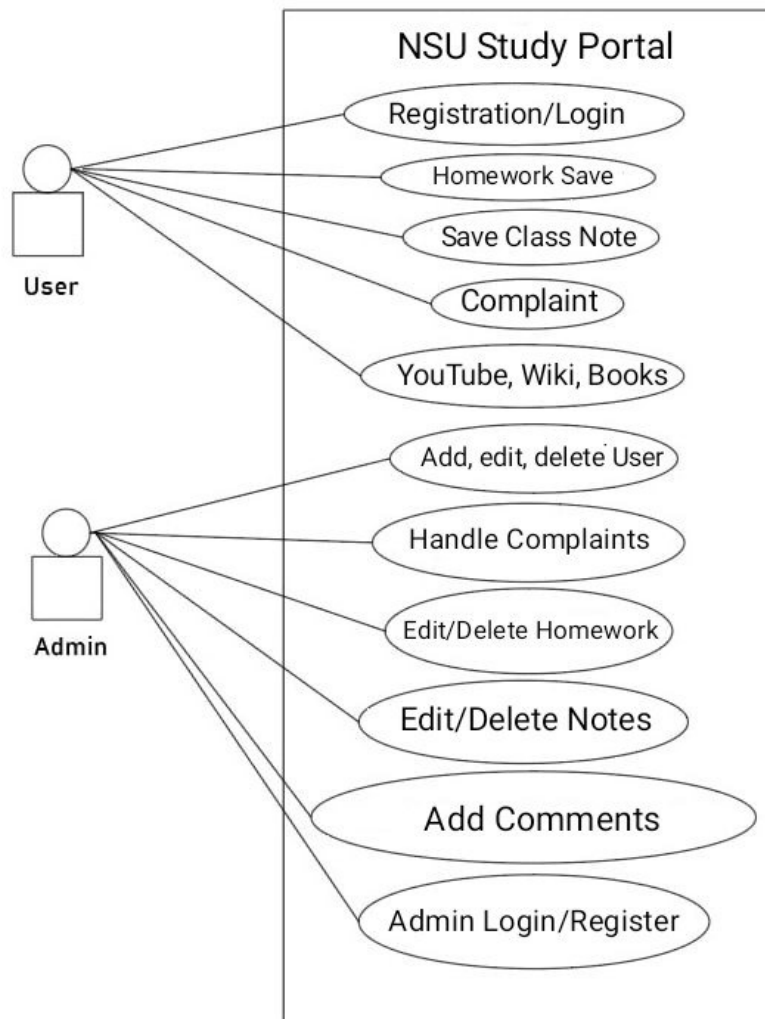 NSU Study Portal
Registration/Login
Homework Save
Save Class Note
User
Complaint
YouTube, Wiki, Books
Add, edit, delete User
Handle Complaints
Edit/Delete Homework
Admin
Edit/Delete Notes
Add Comments
Admin Login/Register